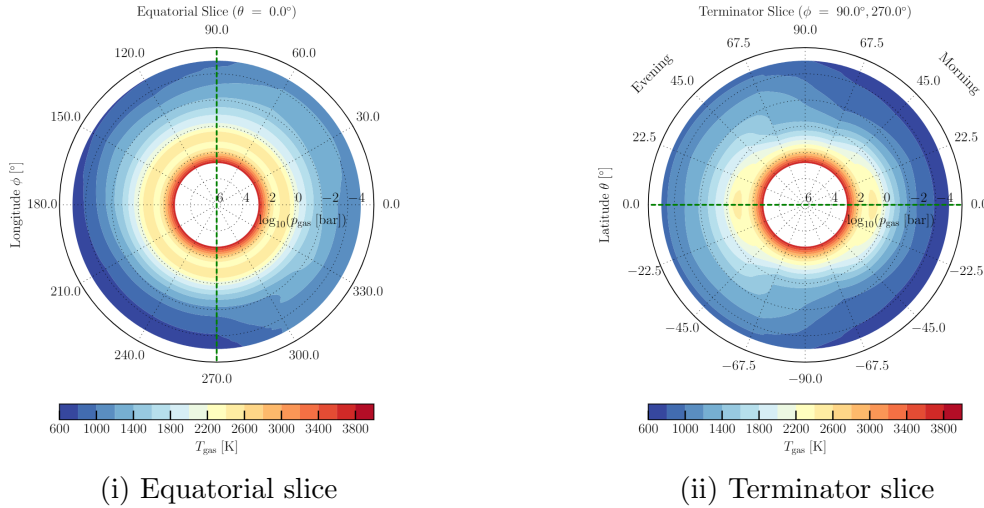 Equatorial Slice (θ = 0.0°)
90.0
120.0
60.0
150.0
30.0
Longitude ϕ [°]
180.0
6 4 2 0 −2 −4
0.0
log₁₀(p_gas [bar])
210.0
330.0
240.0
300.0
270.0
600 1000 1400 1800 2200 2600 3000 3400 3800
T_gas [K]
(i) Equatorial slice
Terminator Slice (ϕ = 90.0°, 270.0°)
90.0
67.5
67.5
Evening
Morning
45.0
45.0
22.5
22.5
Latitude θ [°]
0.0
6 4 2 0 −2 −4
0.0
log₁₀(p_gas [bar])
−22.5
−22.5
−45.0
−45.0
−67.5
−67.5
−90.0
600 1000 1400 1800 2200 2600 3000 3400 3800
T_gas [K]
(ii) Terminator slice